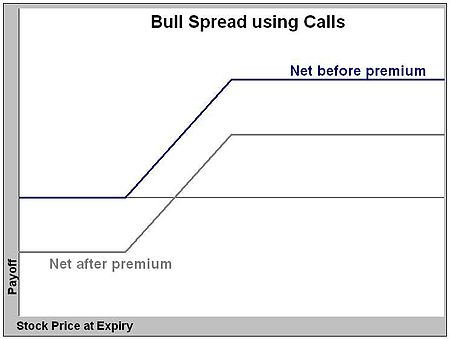 Bull Spread using Calls
Net before premium
Net after premium
Payoff
Stock Price at Expiry